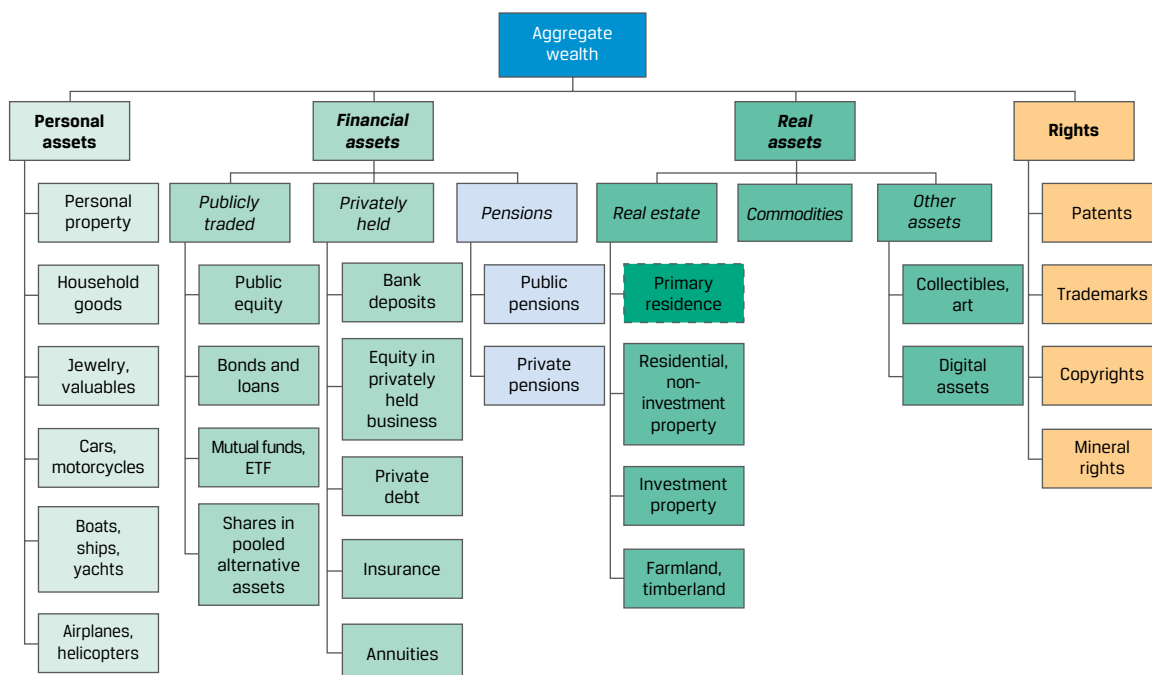 Aggregate
wealth
Personal
assets
Financial
assets
Real
assets
Rights
Personal
property
Household
goods
Jewelry,
valuables
Cars,
motorcycles
Boats,
ships,
yachts
Airplanes,
helicopters
Publicly
traded
Public
equity
Bonds and
loans
Mutual funds,
ETF
Shares in
pooled
alternative
assets
Privately
held
Bank
deposits
Equity in
privately
held
business
Private
debt
Insurance
Annuities
Pensions
Public
pensions
Private
pensions
Real estate
Primary
residence
Residential,
non-
investment
property
Investment
property
Farmland,
timberland
Commodities
Other
assets
Collectibles,
art
Digital
assets
Patents
Trademarks
Copyrights
Mineral
rights